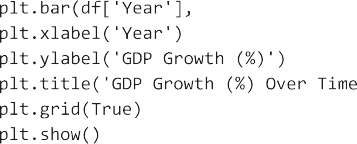 plt.bar(df['Year'],
plt.xlabel('Year')
plt.ylabel('GDP Growth (%)')
plt.title('GDP Growth (%) Over Time
plt.grid(True)
plt.show()